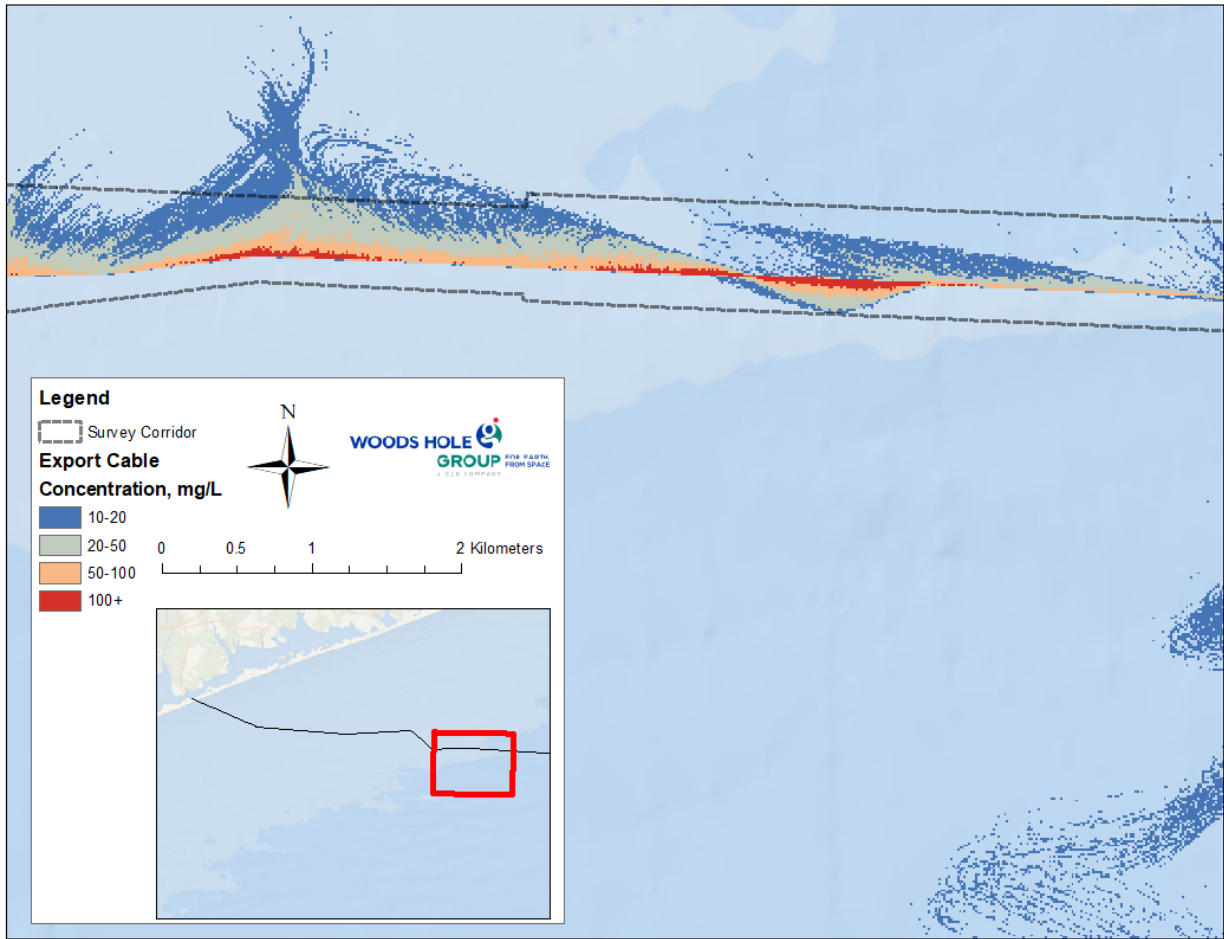 Legend
Survey Corridor
Export Cable
Concentration, mg/L
10-20
20-50
50-100
100+
N
WOODS HOLE
GROUP
FOR EARTH,
FROM SPACE
A CLS COMPANY
0 0.5 1 2 Kilometers